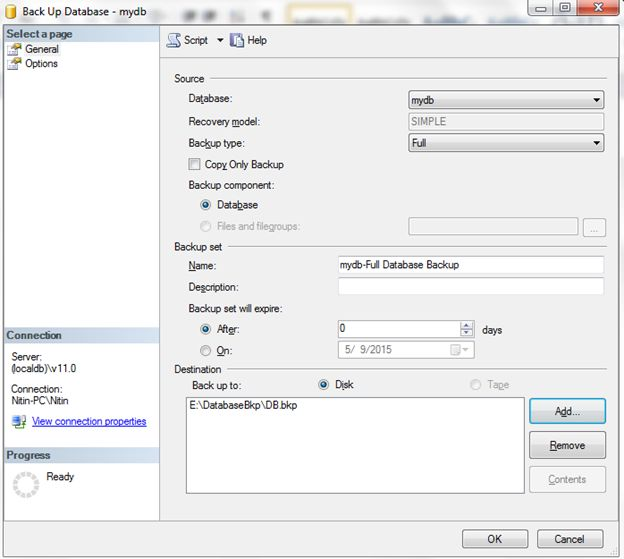 Back Up Database - mydb
Select a page
General
Options
Script
Help
Source
Database:
mydb
Recovery model:
SIMPLE
Backup type:
Full
Copy Only Backup
Backup component:
Database
Files and filegroups:
...
Backup set
Name:
mydb-Full Database Backup
Description:
Backup set will expire:
After:
0
days
On:
5/ 9/2015
Destination
Back up to:
Disk
Tape
E:\DatabaseBkp\DB.bkp
Add...
Remove
Contents
Connection
Server:
(localdb)\v11.0
Connection:
Nitin-PC\Nitin
View connection properties
Progress
Ready
OK
Cancel